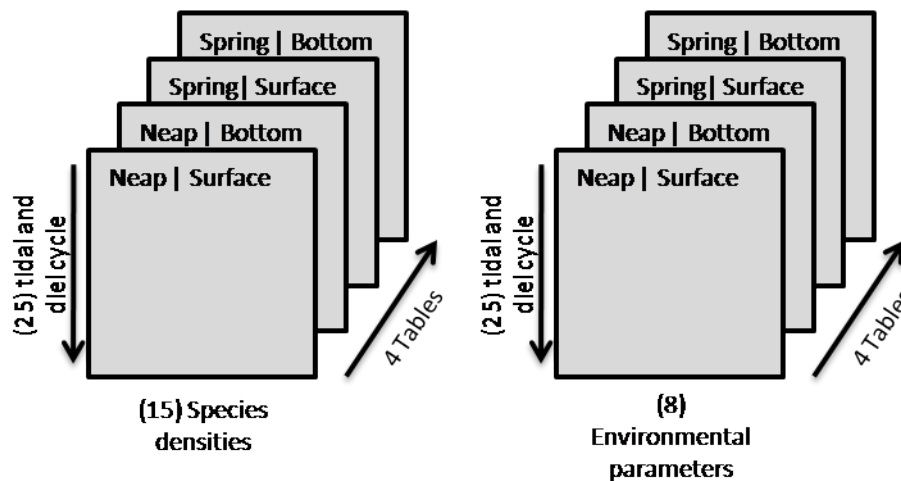 Spring | Bottom
Spring| Surface
Neap | Bottom
Neap | Surface
(25) tidal and
diel cycle
4 Tables
(15) Species
densities
Spring | Bottom
Spring| Surface
Neap | Bottom
Neap | Surface
(25) tidal and
diel cycle
4 Tables
(8)
Environmental
parameters